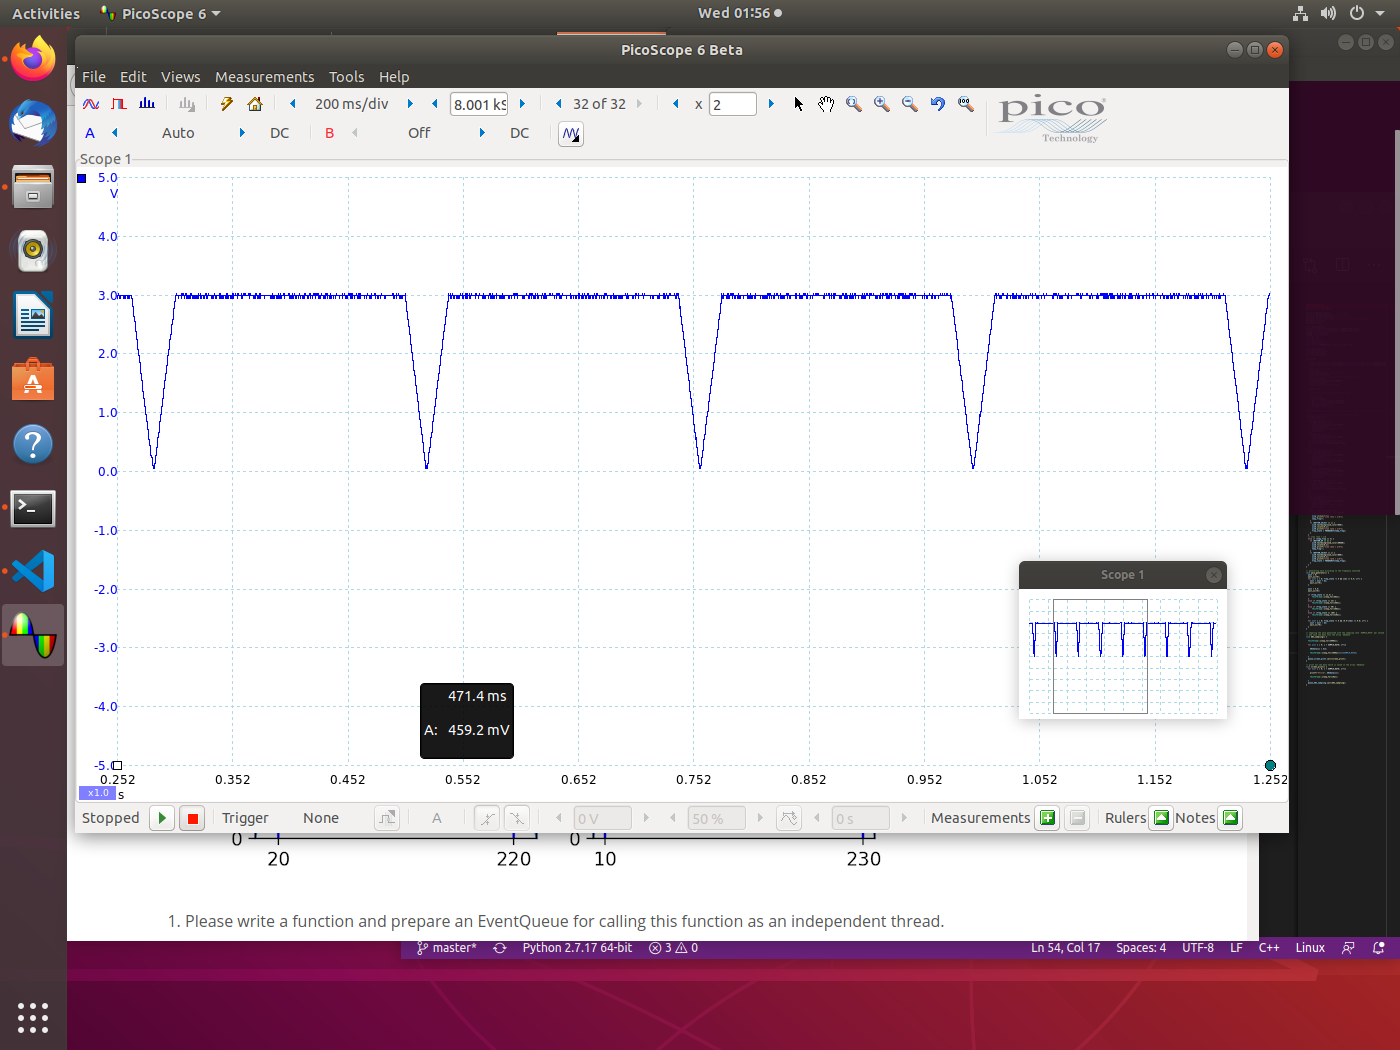 Activities PicoScope 6 Wed 01:56
PicoScope 6 Beta
File Edit Views Measurements Tools Help
200 ms/div 8.001 kS 32 of 32 x 2
pico
Technology
A Auto DC B Off DC
Scope 1
5.0
V
4.0
3.0
2.0
1.0
0.0
-1.0
-2.0
-3.0
-4.0
-5.0
Scope 1
471.4 ms
A: 459.2 mV
0.252 0.352 0.452 0.552 0.652 0.752 0.852 0.952 1.052 1.152 1.252
x1.0 s
Stopped Trigger None A 0 V 50 % 0 s Measurements Rulers Notes
0 0
20 220 10 230
1. Please write a function and prepare an EventQueue for calling this function as an independent thread.
master* Python 2.7.17 64-bit 3 0 Ln 54, Col 17 Spaces: 4 UTF-8 LF C++ Linux